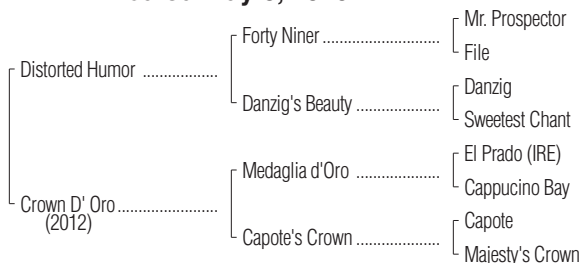 Forty Niner ........................... Mr. Prospector
File
Distorted Humor .................
Danzig
Danzig's Beauty ................... Sweetest Chant
El Prado (IRE)
Medaglia d'Oro ................... Cappucino Bay
Crown D' Oro .......................
(2012)
Capote
Capote's Crown ................... Majesty's Crown